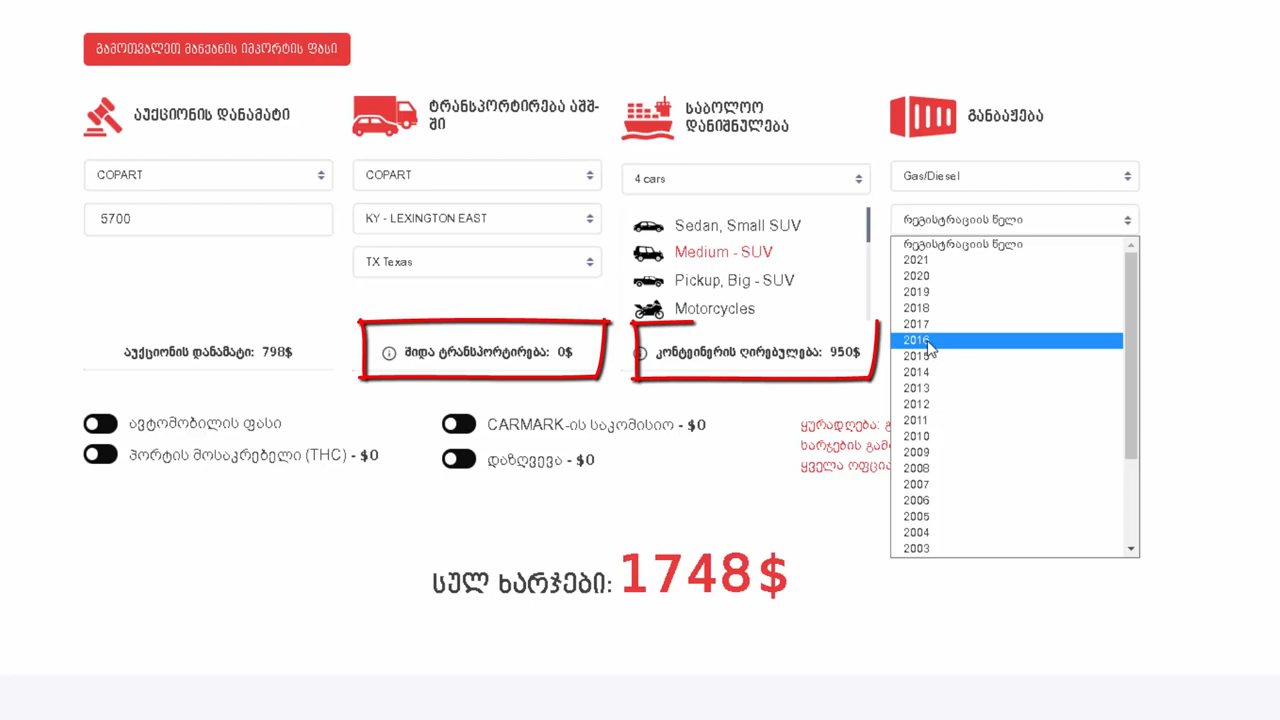 გამოთვალეთ მანქანის იმპორტის ფასი
აუქციონის დანამატი
COPART
5700
აუქციონის დანამატი: 798$
ტრანსპორტირება აშშ-
ში
COPART
KY - LEXINGTON EAST
TX Texas
შიდა ტრანსპორტირება: 0$
საბოლოო
დანიშნულება
4 cars
Sedan, Small SUV
Medium - SUV
Pickup, Big - SUV
Motorcycles
კონტეინერის ღირებულება: 950$
განბაჟება
Gas/Diesel
რეგისტრაციის წელი
რეგისტრაციის წელი
2021
2020
2019
2018
2017
2016
2015
2014
2013
2012
2011
2010
2009
2008
2007
2006
2005
2004
2003
ავტომობილის ფასი
პორტის მოსაკრებელი (THC) - $0
CARMARK-ის საკომისიო - $0
დაზღვევა - $0
ყურადღება:
ხარჯების
ყველა
სულ ხარჯები: 1748$